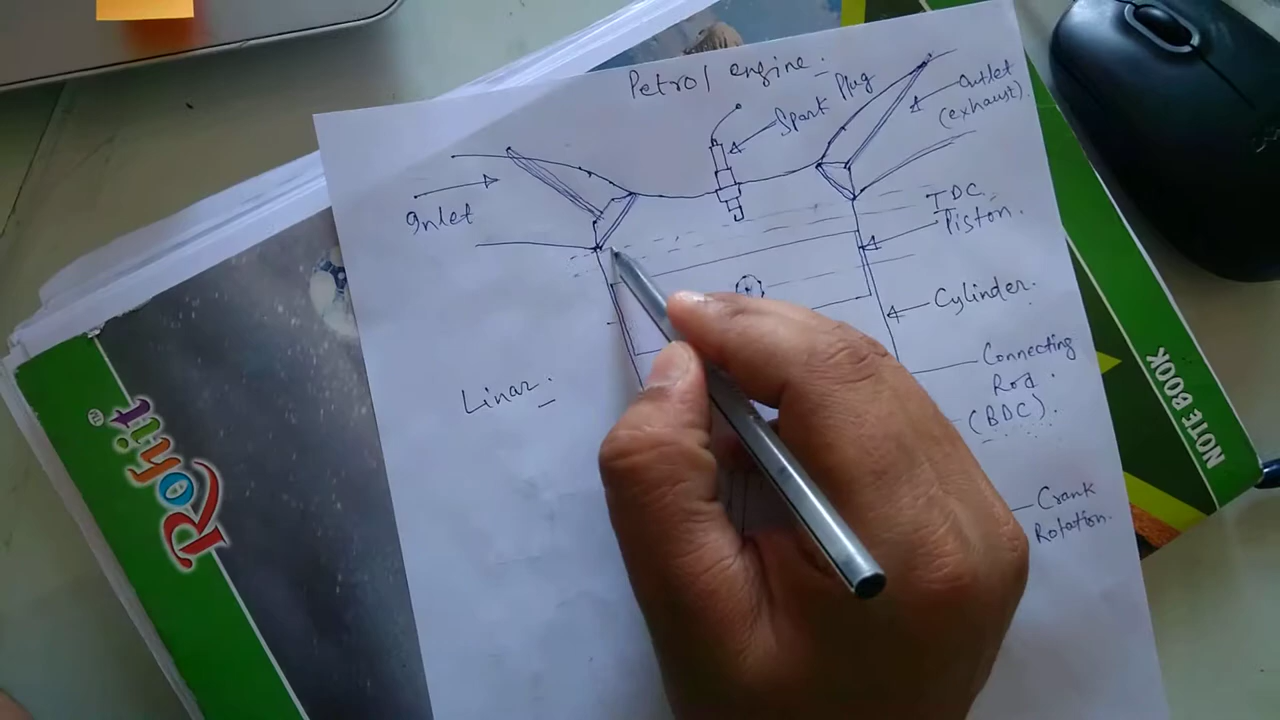 Petrol engine.
Spark Plug
Outlet
(exhaust).
Inlet
TDC
Piston.
Cylinder.
Linar.
Connecting
Rod.
(BDC).
Crank
Rotation.
Rohit
®
NOTE BOOK